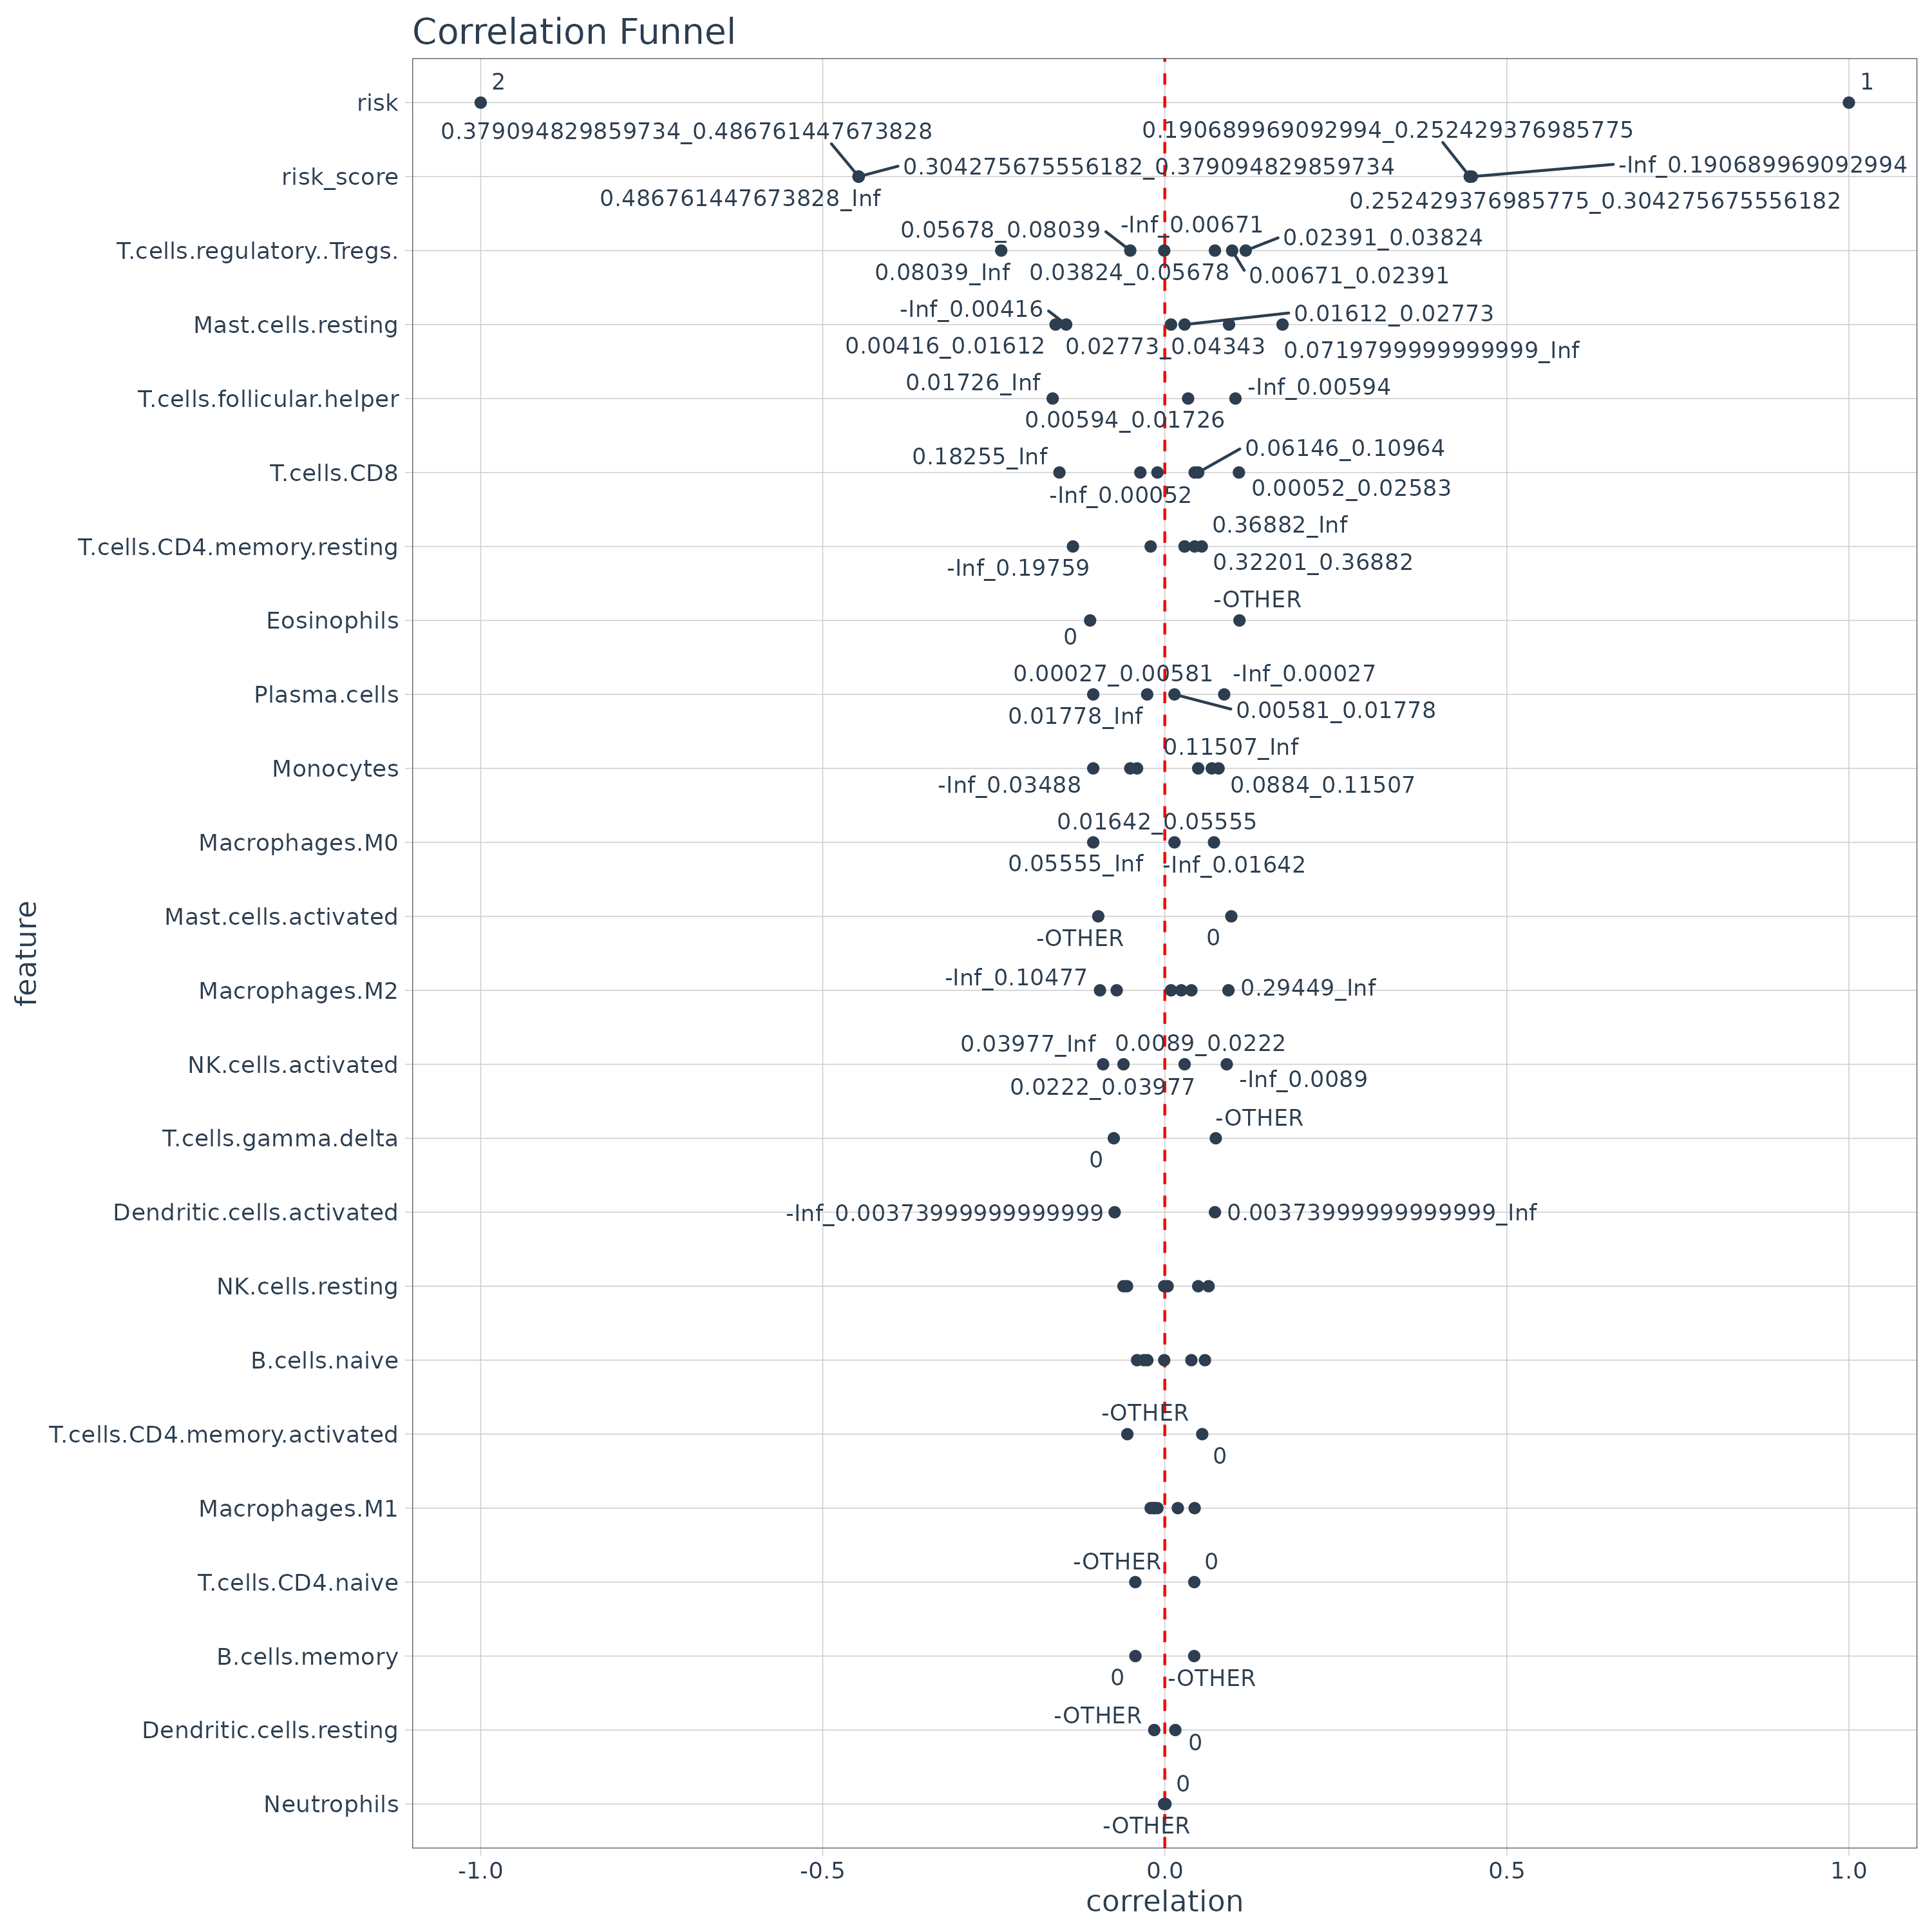 Correlation Funnel
2
1
risk
0.379094829859734_0.486761447673828
0.190689969092994_0.252429376985775
0.304275675556182_0.379094829859734
-Inf_0.190689969092994
risk_score
0.486761447673828_Inf
0.252429376985775_0.304275675556182
0.05678_0.08039
-Inf_0.00671
0.02391_0.03824
T.cells.regulatory..Tregs.
0.08039_Inf
0.03824_0.05678
0.00671_0.02391
-Inf_0.00416
0.01612_0.02773
Mast.cells.resting
0.00416_0.01612
0.02773_0.04343
0.0719799999999999_Inf
0.01726_Inf
-Inf_0.00594
T.cells.follicular.helper
0.00594_0.01726
0.18255_Inf
0.06146_0.10964
T.cells.CD8
-Inf_0.00052
0.00052_0.02583
0.36882_Inf
T.cells.CD4.memory.resting
-Inf_0.19759
0.32201_0.36882
-OTHER
Eosinophils
0
0.00027_0.00581
-Inf_0.00027
Plasma.cells
0.01778_Inf
0.00581_0.01778
0.11507_Inf
Monocytes
-Inf_0.03488
0.0884_0.11507
0.01642_0.05555
Macrophages.M0
0.05555_Inf
-Inf_0.01642
Mast.cells.activated
-OTHER
0
-Inf_0.10477
Macrophages.M2
0.29449_Inf
0.03977_Inf
0.0089_0.0222
NK.cells.activated
0.0222_0.03977
-Inf_0.0089
-OTHER
T.cells.gamma.delta
0
Dendritic.cells.activated
-Inf_0.00373999999999999
0.00373999999999999_Inf
NK.cells.resting
B.cells.naive
-OTHER
T.cells.CD4.memory.activated
0
Macrophages.M1
-OTHER
0
T.cells.CD4.naive
B.cells.memory
0
-OTHER
-OTHER
Dendritic.cells.resting
0
0
Neutrophils
-OTHER
-1.0
-0.5
0.0
0.5
1.0
correlation
feature